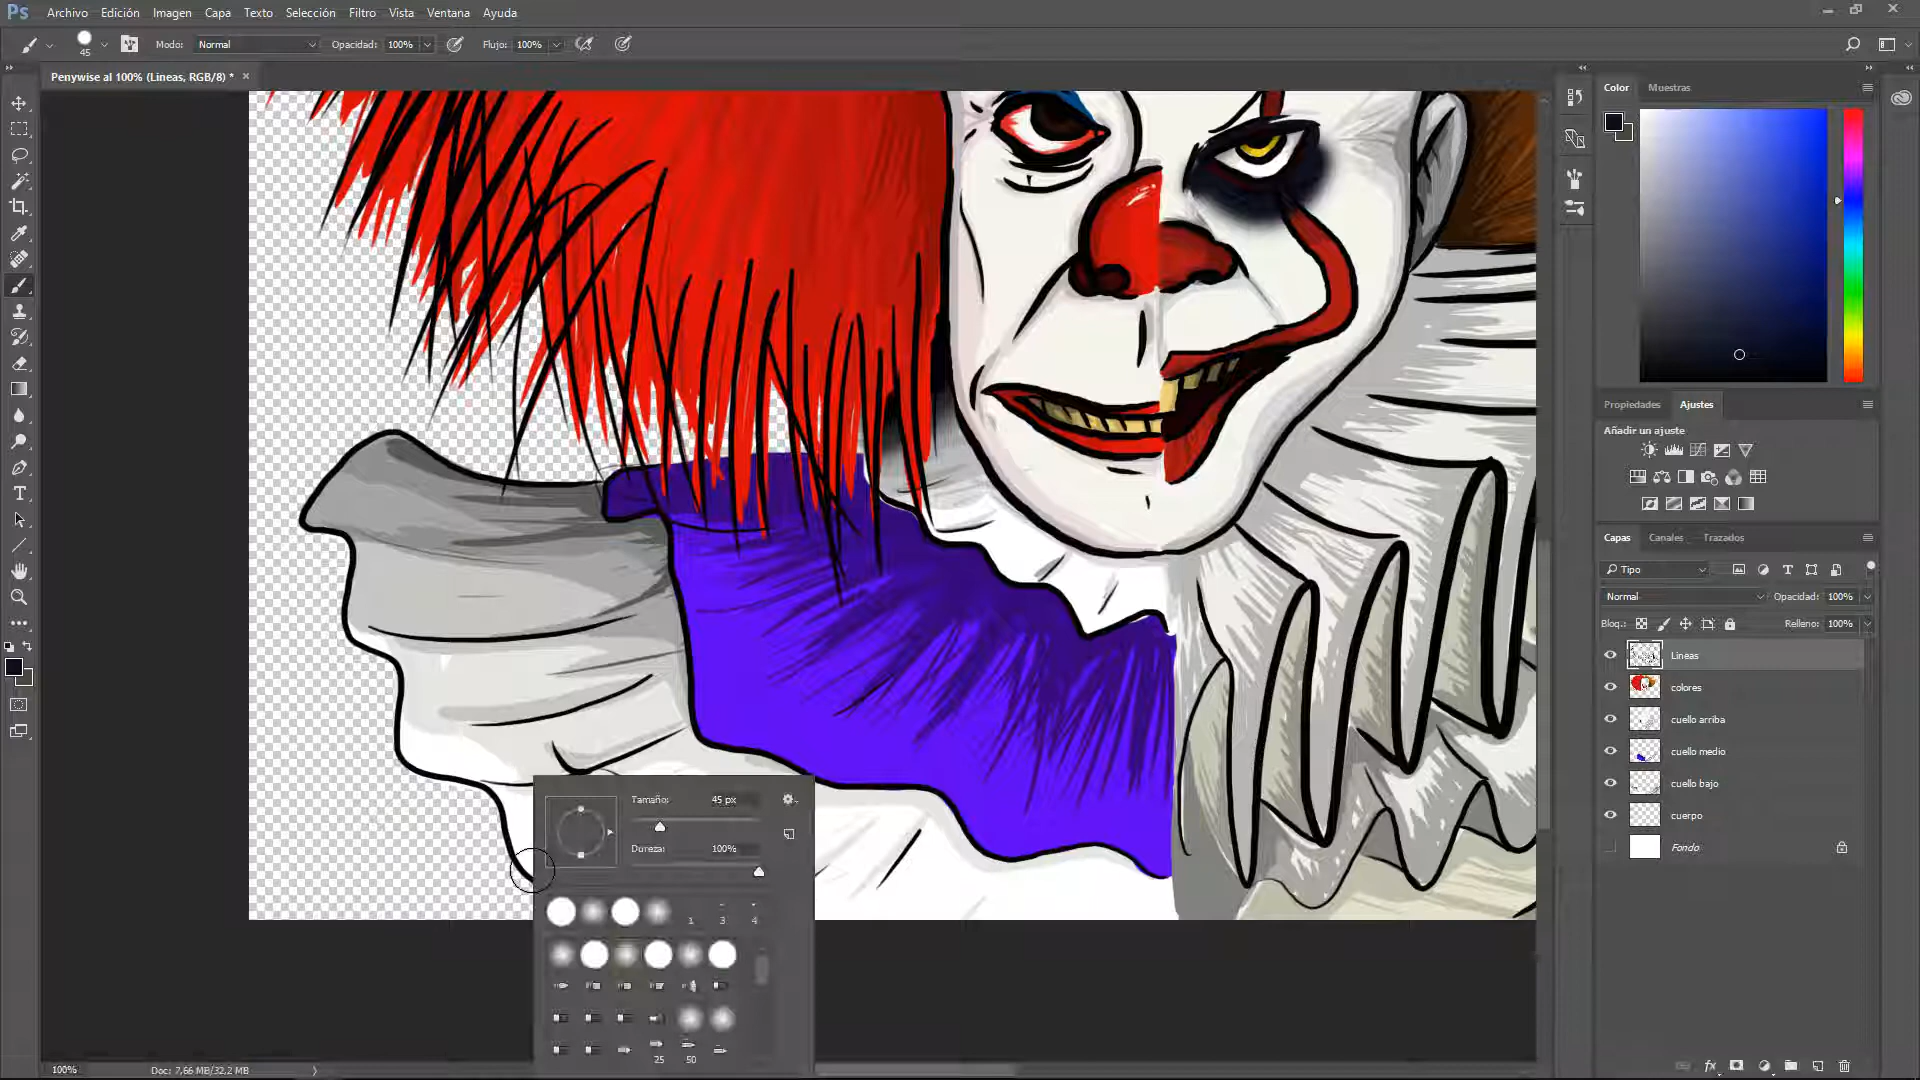 Ps Archivo Edición Imagen Capa Texto Selección Filtro Vista Ventana Ayuda
45 Modo: Normal Opacidad: 100% Flujo: 100%
Penywise al 100% (Lineas, RGB/8) * ×
Color Muestras
Propiedades Ajustes
Añadir un ajuste
Capas Canales Trazados
Tipo
Normal Opacidad: 100%
Bloq.: Relleno: 100%
Lineas
colores
cuello arriba
cuello medio
cuello bajo
cuerpo
Fondo
Tamaño: 45 px
Dureza: 100%
1 3 4
25 50
100% Doc: 7,66 MB/32,2 MB
fx